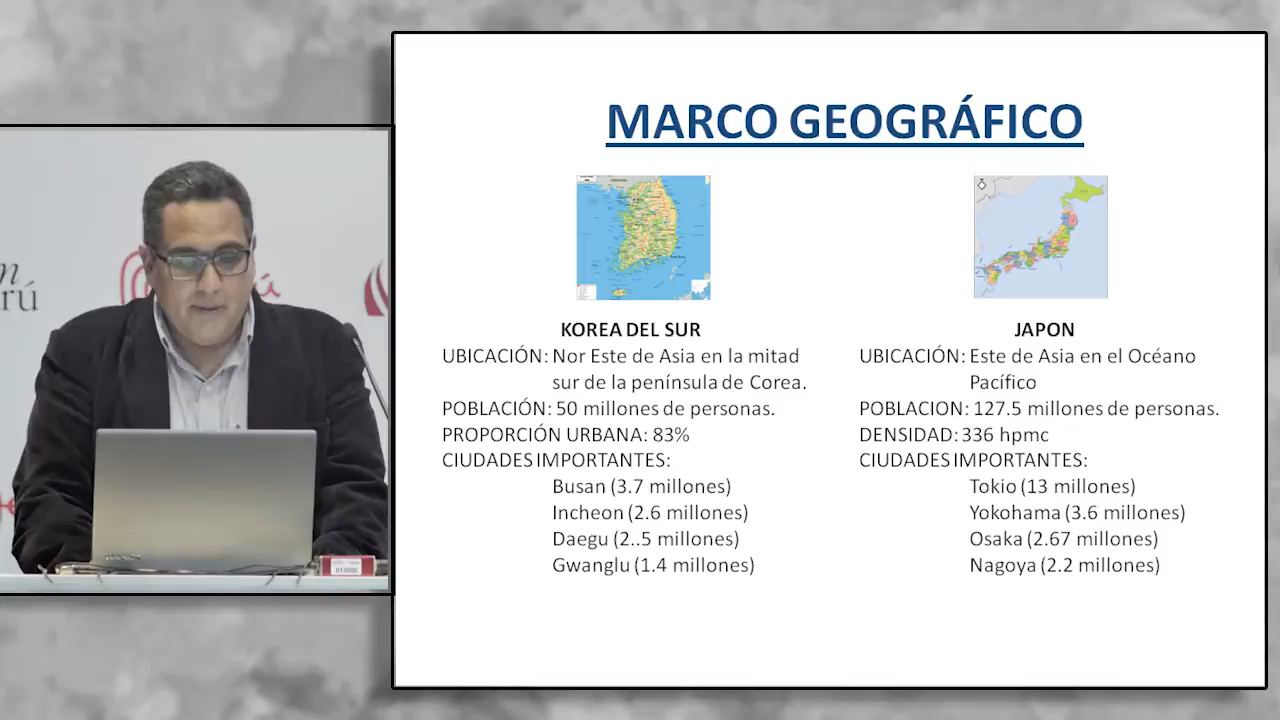 MARCO GEOGRÁFICO
KOREA DEL SUR
UBICACIÓN: Nor Este de Asia en la mitad
sur de la península de Corea.
POBLACIÓN: 50 millones de personas.
PROPORCIÓN URBANA: 83%
CIUDADES IMPORTANTES:
Busan (3.7 millones)
Incheon (2.6 millones)
Daegu (2..5 millones)
Gwanglu (1.4 millones)
JAPON
UBICACIÓN: Este de Asia en el Océano
Pacífico
POBLACION: 127.5 millones de personas.
DENSIDAD: 336 hpmc
CIUDADES IMPORTANTES:
Tokio (13 millones)
Yokohama (3.6 millones)
Osaka (2.67 millones)
Nagoya (2.2 millones)